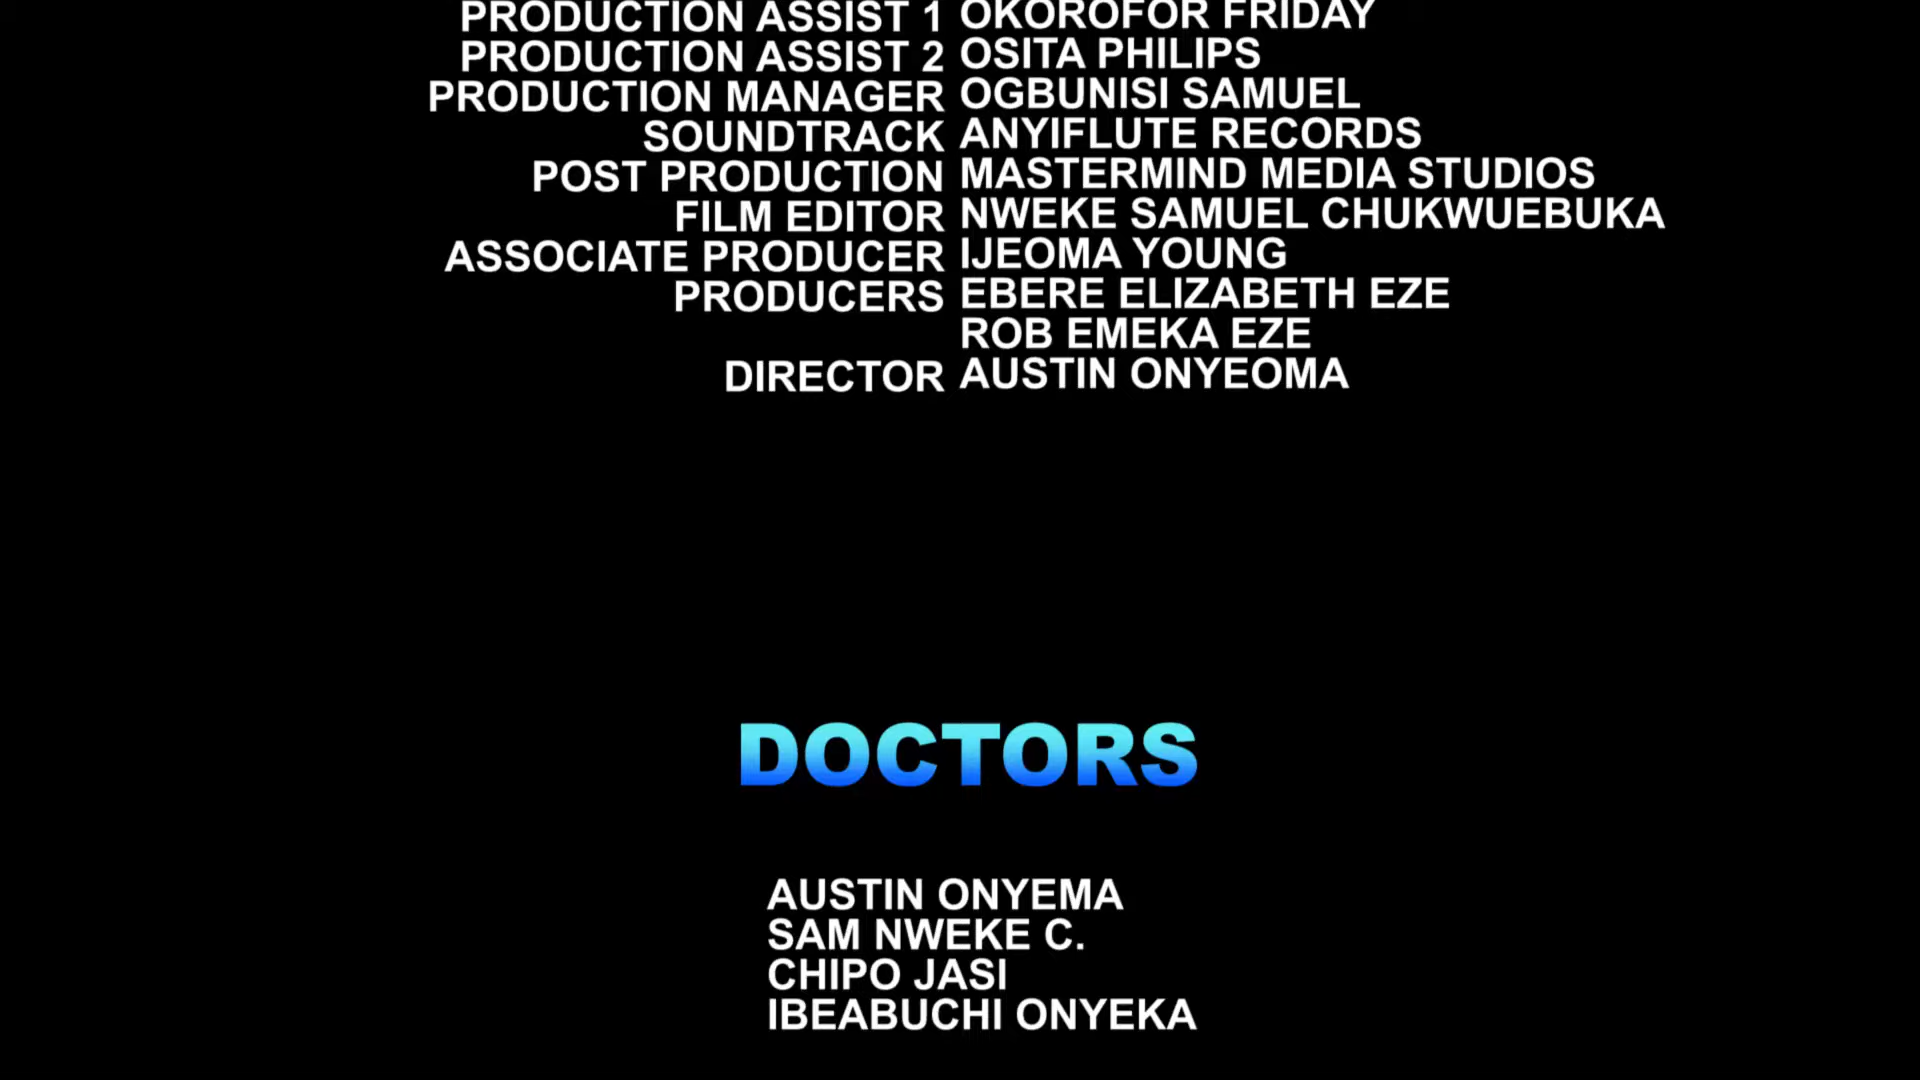 PRODUCTION ASSIST 1 OKOROFOR FRIDAY
PRODUCTION ASSIST 2 OSITA PHILIPS
PRODUCTION MANAGER OGBUNISI SAMUEL
SOUNDTRACK ANYIFLUTE RECORDS
POST PRODUCTION MASTERMIND MEDIA STUDIOS
FILM EDITOR NWEKE SAMUEL CHUKWUEBUKA
ASSOCIATE PRODUCER IJEOMA YOUNG
PRODUCERS EBERE ELIZABETH EZE
ROB EMEKA EZE
DIRECTOR AUSTIN ONYEOMA
DOCTORS
AUSTIN ONYEMA
SAM NWEKE C.
CHIPO JASI
IBEABUCHI ONYEKA